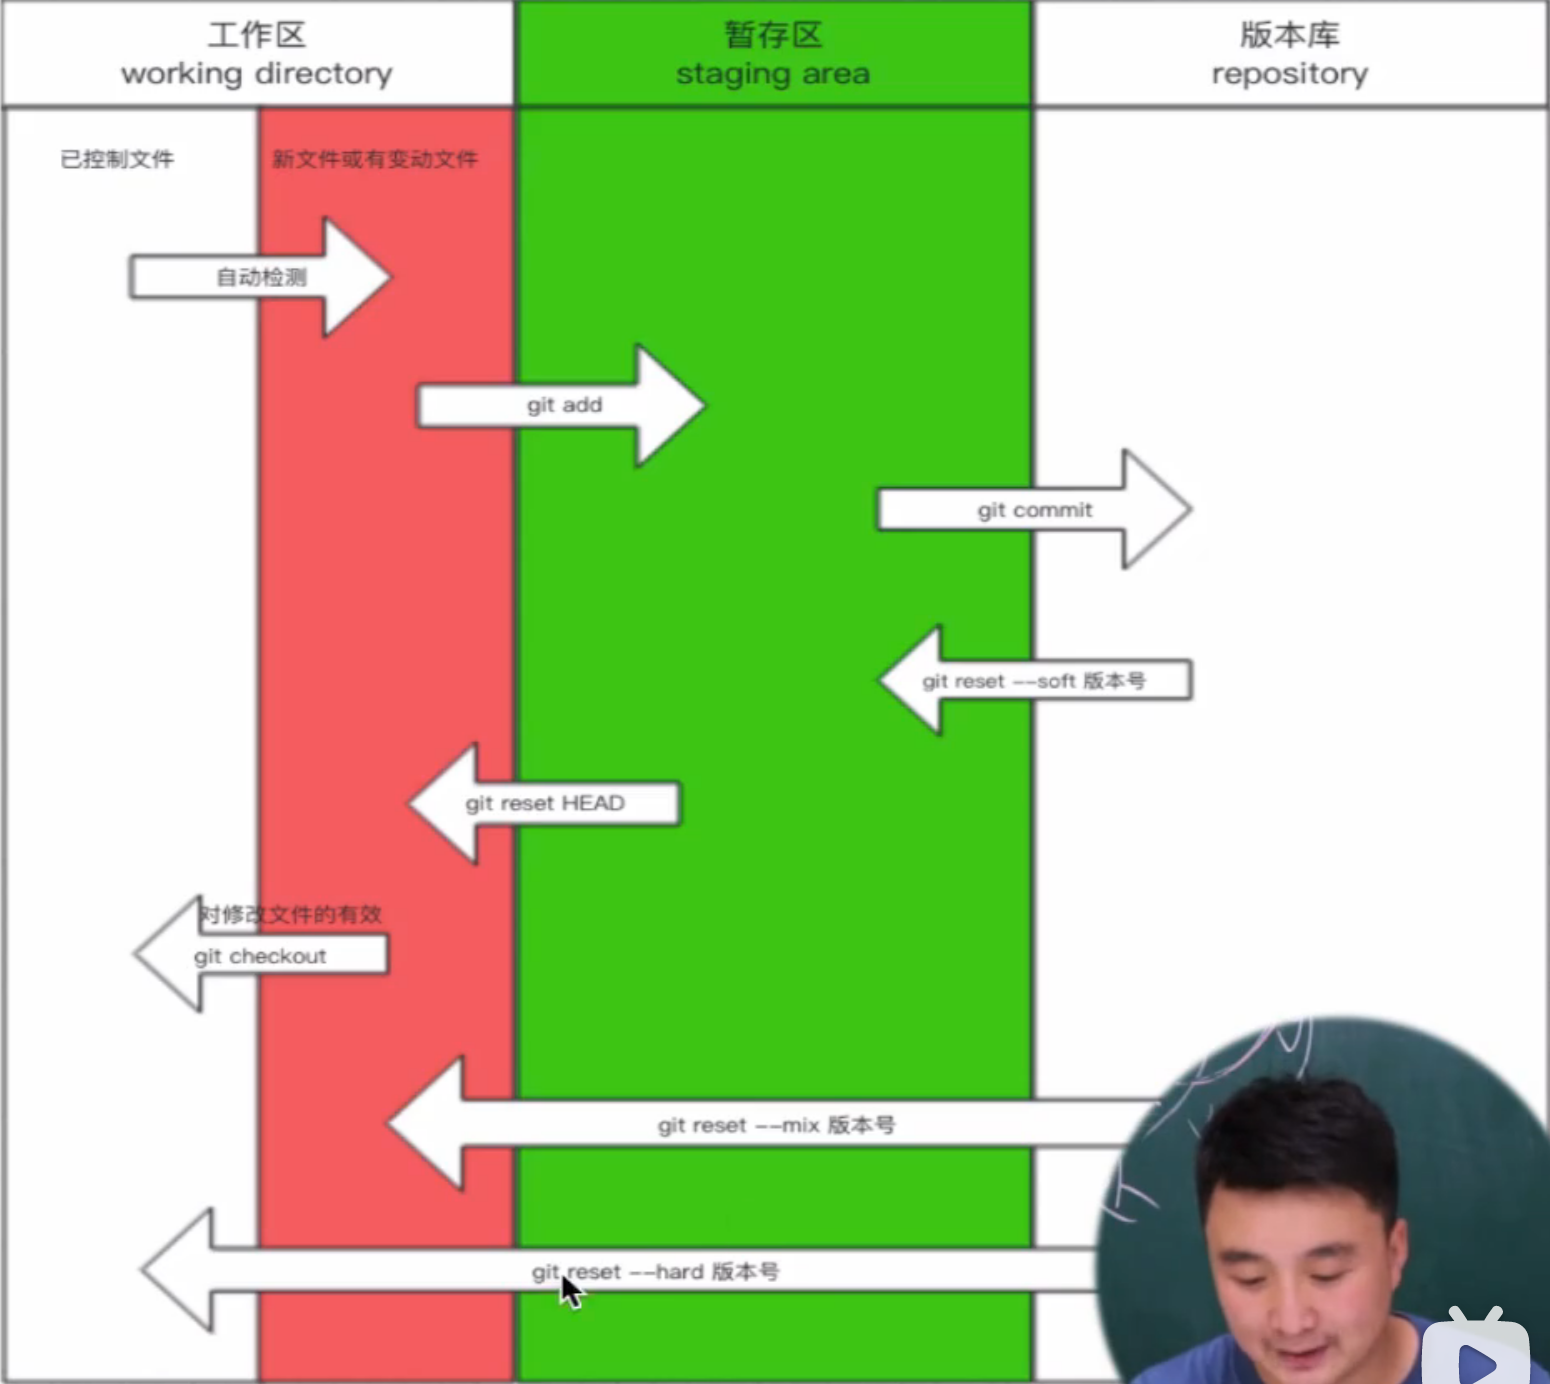 工作区
working directory
暂存区
staging area
版本库
repository
已控制文件
新文件或有变动文件
自动检测
git add
git commit
git reset --soft 版本号
git reset HEAD
对修改文件的有效
git checkout
git reset --mix 版本号
git reset --hard 版本号